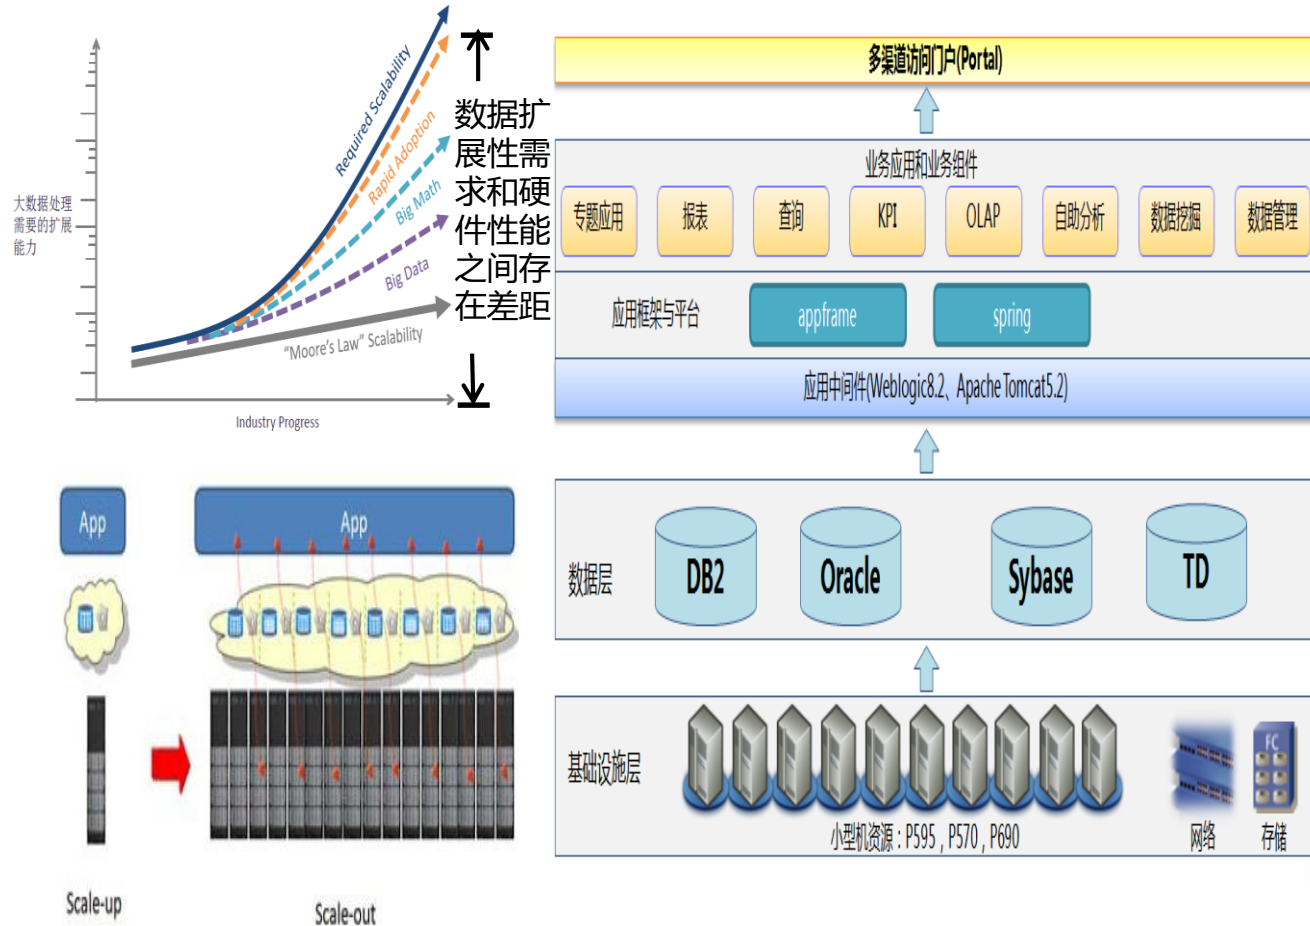 Required Scalability
Rapid Adoption
Big Math
Big Data
"Moore's Law" Scalability
大数据处理
需要的扩展
能力
Industry Progress
数据扩
展性需
求和硬
件性能
之间存
在差距
App
App
Scale-up
Scale-out
多渠道访问门户(Portal)
业务应用和业务组件
专题应用
报表
查询
KPI
OLAP
自助分析
数据挖掘
数据管理
应用框架与平台
appframe
spring
应用中间件(Weblogic8.2、Apache Tomcat5.2)
数据层
DB2
Oracle
Sybase
TD
基础设施层
FC
小型机资源：P595，P570，P690
网络
存储